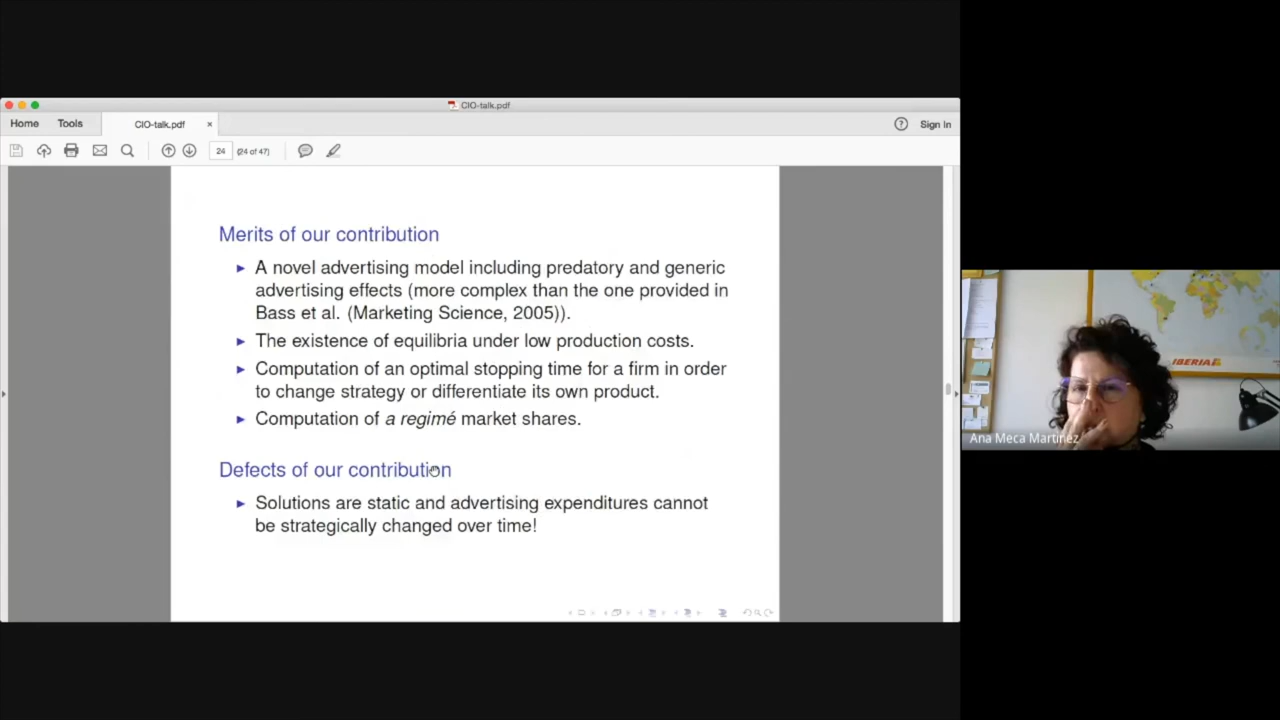 CIO-talk.pdf
Home Tools CIO-talk.pdf × ? Sign In
24 (24 of 47)
Merits of our contribution
► A novel advertising model including predatory and generic
advertising effects (more complex than the one provided in
Bass et al. (Marketing Science, 2005)).
► The existence of equilibria under low production costs.
► Computation of an optimal stopping time for a firm in order
to change strategy or differentiate its own product.
► Computation of a regimé market shares.
Defects of our contribution
► Solutions are static and advertising expenditures cannot
be strategically changed over time!
IBERIA
Ana Meca Martínez